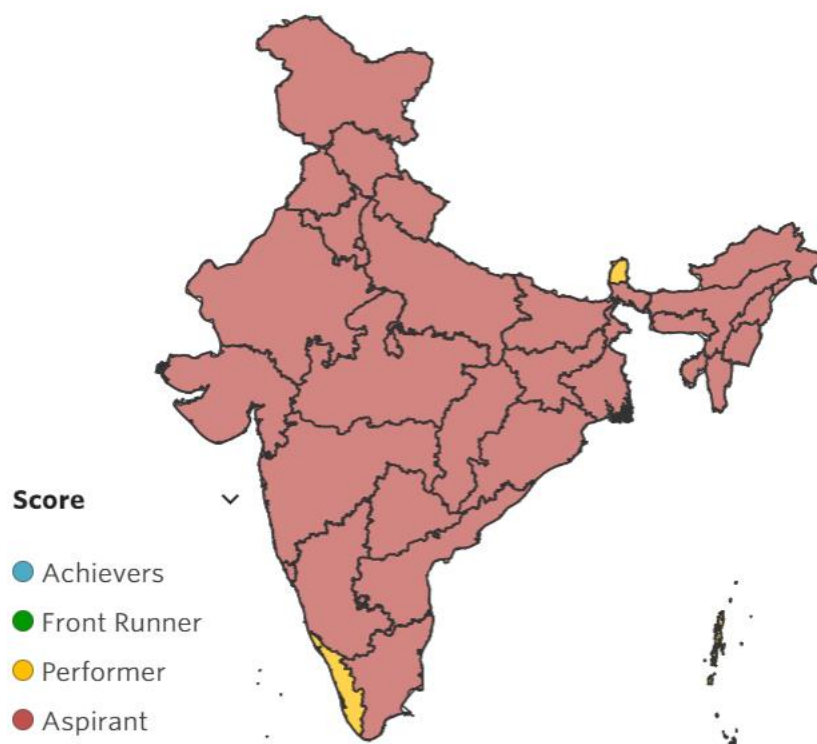 Score
Achievers
Front Runner
Performer
Aspirant